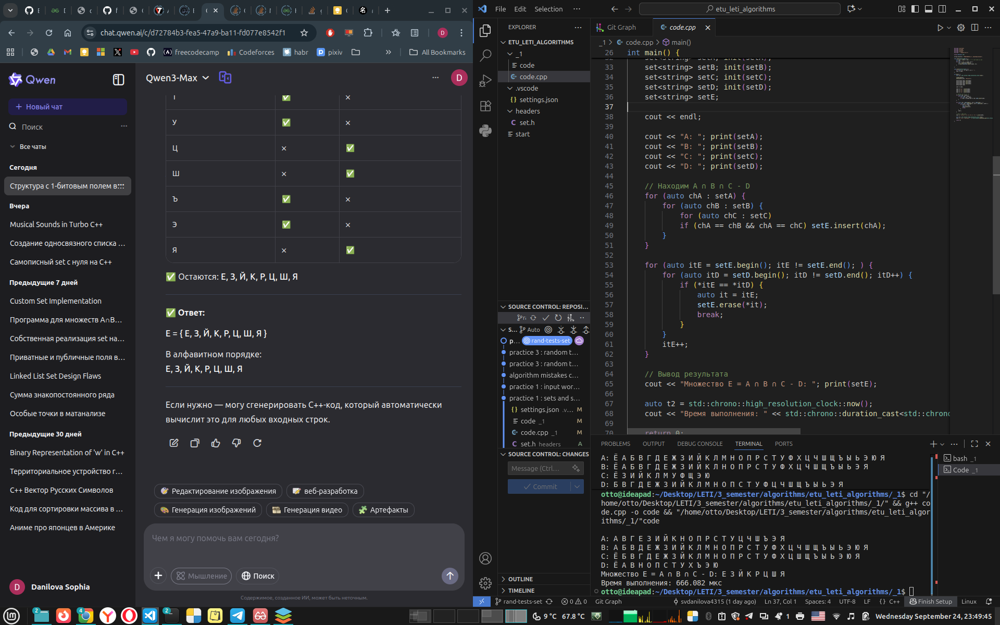 chat.qwen.ai/c/d72784b3-fea5-47a9-ba11-fd077e8542f1
freecodecamp
Codeforces
habr
pixiv
All Bookmarks
Qwen
Новый чат
Поиск
Все чаты
Сегодня
Структура с 1-битовым полем в
Вчера
Musical Sounds in Turbo C++
Создание односвязного списка ...
Самописный set с нуля на C++
Предыдущие 7 дней
Custom Set Implementation
Программа для множеств A∩B...
Собственная реализация set на...
Приватные и публичные поля в...
Linked List Set Design Flaws
Сумма знакопостоянного ряда
Особые точки в матанализе
Предыдущие 30 дней
Binary Representation of 'w' in C++
Территориальное устройство г...
C++ Вектор Русских Символов
Код для сортировки массива в ...
Аниме про японцев в Америке
D
Danilova Sophia
Qwen3-Max
D
У ✅ ×
Ц × ✅
Ш × ✅
Ъ ✅ ×
Э ✅ ×
Я × ✅
✅ Остаются: Е, З, Й, К, Р, Ц, Ш, Я
✅ Ответ:
E = { Е, З, Й, К, Р, Ц, Ш, Я }
В алфавитном порядке:
Е, З, Й, К, Р, Ц, Ш, Я
Если нужно — могу сгенерировать C++-код, который автоматически
вычислит это для любых входных строк.
Редактирование изображения
веб-разработка
Генерация изображений
Генерация видео
Артефакты
Чем я могу помочь вам сегодня?
Мышление
Поиск
Содержимое, созданное ИИ, может быть неточным.
File Edit Selection ...
etu_leti_algorithms
EXPLORER
ETU_LETI_ALGORITHMS
_1
code
code.cpp
.vscode
settings.json
headers
set.h
start
SOURCE CONTROL: REPOSI...
S... Auto
p... rand-tests-set
practice 3 : random t...
practice 3 : random t...
algorithm mistakes c...
practice 1 : input wor...
practice 1 : sets and s...
settings.json .v... M
code _1 M
code.cpp _1 M
set.h headers A
SOURCE CONTROL: CHANGES
Message (Ctrl...
Commit
OUTLINE
TIMELINE
Git Graph
code.cpp
_1 > code.cpp > main()
26 int main() {
33 set<string> setB; init(setB);
34 set<string> setC; init(setC);
35 set<string> setD; init(setD);
36 set<string> setE;
37
38 cout << endl;
39
40 cout << "A: "; print(setA);
41 cout << "B: "; print(setB);
42 cout << "C: "; print(setC);
43 cout << "D: "; print(setD);
44
45 // Находим A ∩ B ∩ C - D
46 for (auto chA : setA) {
47 for (auto chB : setB) {
48 for (auto chC : setC)
49 if (chA == chB && chA == chC) setE.insert(chA);
50 }
51 }
52
53 for (auto itE = setE.begin(); itE != setE.end(); ) {
54 for (auto itD = setD.begin(); itD != setD.end(); itD++) {
55 if (*itE == *itD) {
56 auto it = itE;
57 setE.erase(*it);
58 break;
59 }
60 }
61 itE++;
62 }
63
64 // Вывод результата
65 cout << "Множество E = A ∩ B ∩ C - D: "; print(setE);
66
67 auto t2 = std::chrono::high_resolution_clock::now();
68 cout << "Время выполнения: " << std::chrono::duration_cast<std::chrono
69
70 return 0;
PROBLEMS OUTPUT DEBUG CONSOLE TERMINAL PORTS
A: Ё А Б В Г Д Е Ж З И Й К Л М Н О П Р С Т У Ф Х Ц Ч Ш Щ Ъ Ы Ь Э Ю Я
B: Ё А Б В Г Д Е Ж З И Й К Л Н О П Р С Т У Ф Х Ц Ч Ш Щ Ъ Ы Ь Э Я
C: Ё З И Й К Л М У Ф Щ Э Ю
D: Б В Г Д Е Ж З Й К Л М Н О П С Т У Ф Ц Ч Ш Щ Ъ Ы Ь Э Я
otto@ideapad:~/Desktop/LETI/3_semester/algorithms/etu_leti_algorithms/_1$ cd "/
home/otto/Desktop/LETI/3_semester/algorithms/etu_leti_algorithms/_1/" && g++ co
de.cpp -o code && "/home/otto/Desktop/LETI/3_semester/algorithms/etu_leti_algor
ithms/_1/"code
A: А В Г Е З И Й К Н О П Р С Т У Ц Ч Ш Ъ Э Я
B: А Б В Д Е Ж З И Й К Л М Н О П Р С Т У Ф Х Ц Ч Ш Щ Ъ Ы Ь Э Ю Я
C: Ё Б В Г Д Е Ж З Й К Л М Н О П Р С Т У Ф Х Ц Ш Щ Ъ Ы Ь Э Ю Я
D: Ё А В Н О П С Т У Х Ъ Э Ю
Множество E = A ∩ B ∩ C - D: Е З Й К Р Ц Ш Я
Время выполнения: 666.082 мкс
otto@ideapad:~/Desktop/LETI/3_semester/algorithms/etu_leti_algorithms/_1$
bash _1
Code _1
rand-tests-set
0 0
Git Graph
svdanilova4315 (1 day ago)
Ln 37, Col 1
Spaces: 4
UTF-8
LF
{} C++
Finish Setup
Linux
2
4
2
9 °C
67.8 °C
1
Wednesday September 24, 23:49:45